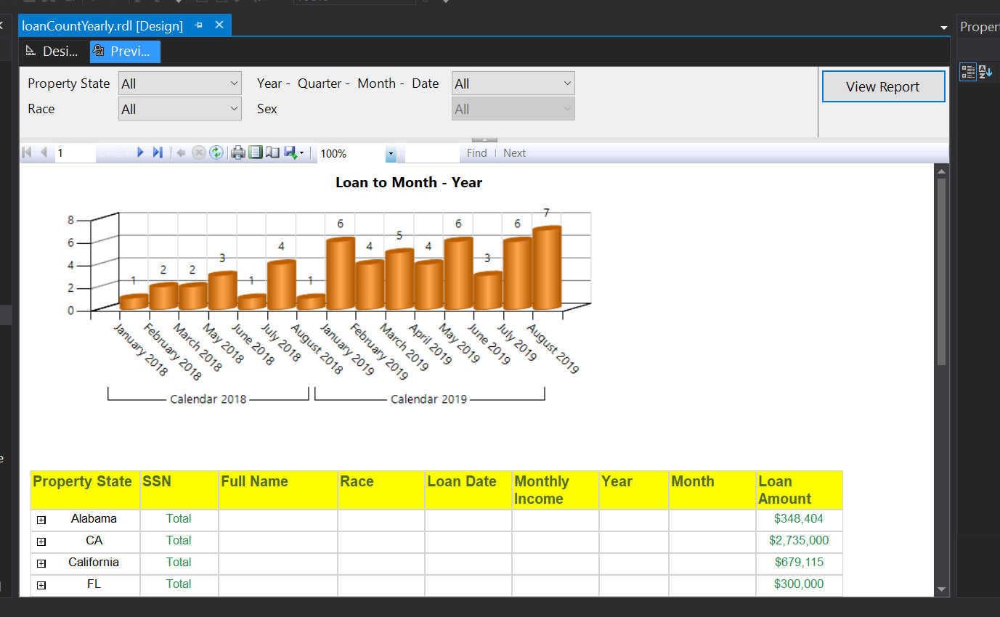 loanCountYearly.rdl [Design]
Proper
Desi...
Previ...
Property State All Year - Quarter - Month - Date All View Report
Race All Sex All
1 100% Find Next
Loan to Month - Year
8
6
4
2
0
1 2 2 3 1 4 1 6 4 5 4 6 3 6 7
January 2018
February 2018
March 2018
May 2018
June 2018
July 2018
August 2018
January 2019
February 2019
March 2019
April 2019
May 2019
June 2019
July 2019
August 2019
Calendar 2018 Calendar 2019
Property State SSN Full Name Race Loan Date Monthly Income Year Month Loan Amount
Alabama Total $348,404
CA Total $2,735,000
California Total $679,115
FL Total $300,000